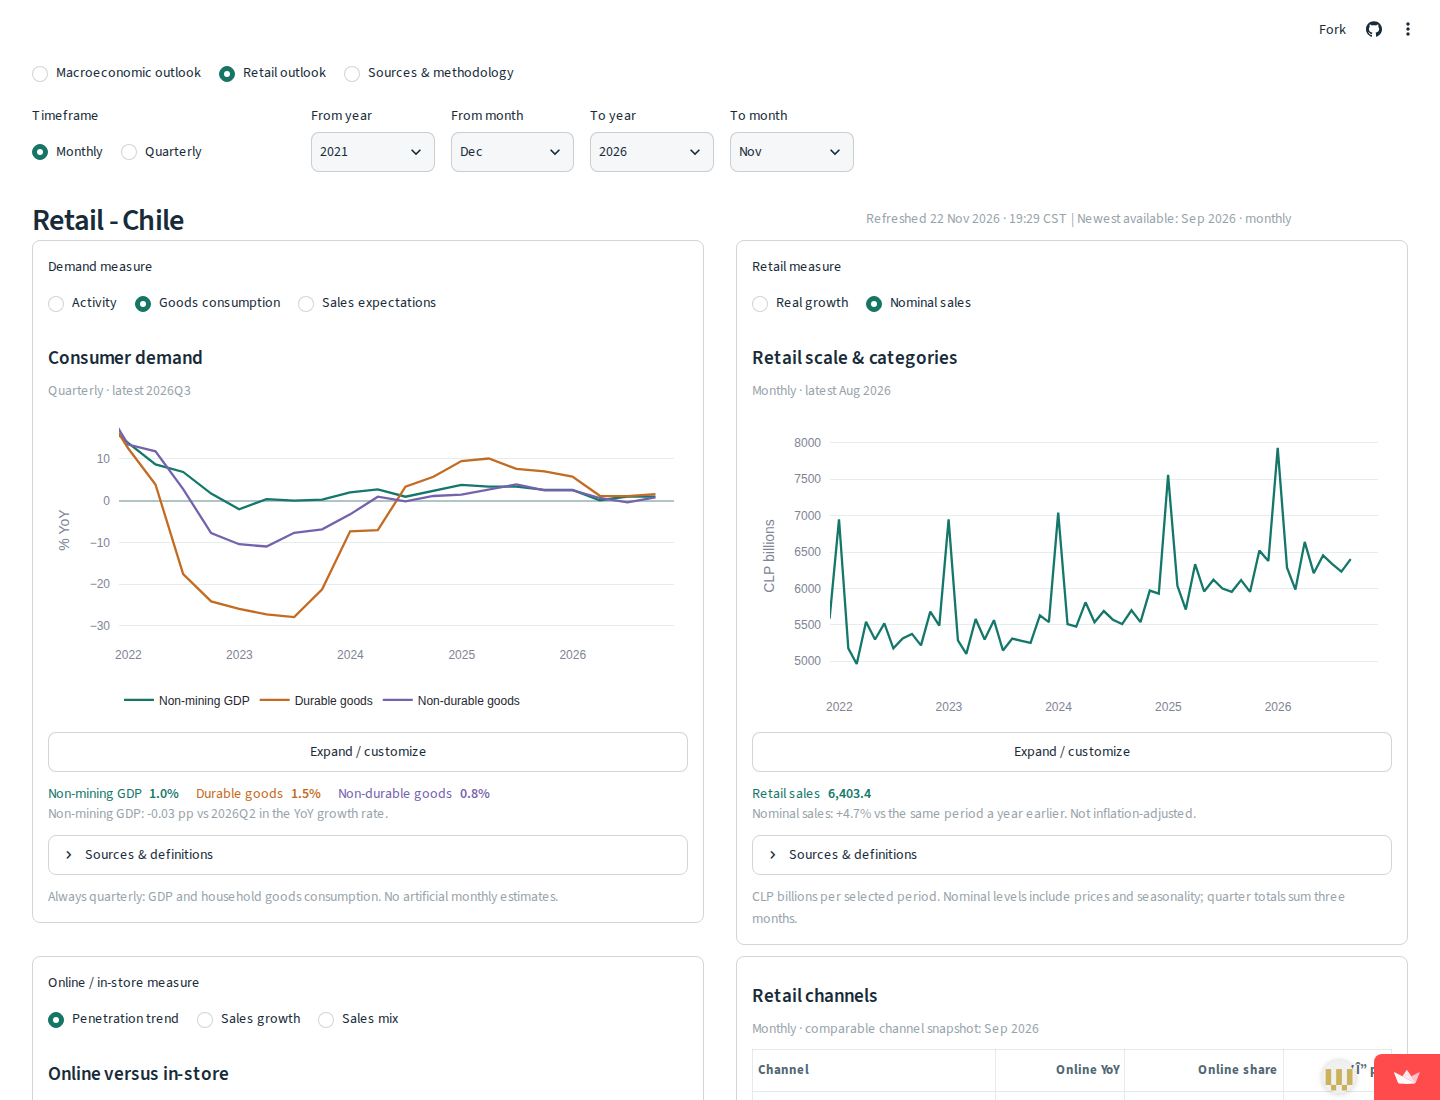 Fork
Macroeconomic outlook Retail outlook Sources & methodology
Timeframe From year From month To year To month
Monthly Quarterly 2021 Dec 2026 Nov
Retail - Chile
Refreshed 22 Nov 2026 · 19:29 CST | Newest available: Sep 2026 · monthly
Demand measure
Activity Goods consumption Sales expectations
Consumer demand
Quarterly · latest 2026Q3
10
0
−10
−20
−30
% YoY
2022 2023 2024 2025 2026
Non-mining GDP Durable goods Non-durable goods
Expand / customize
Non-mining GDP 1.0% Durable goods 1.5% Non-durable goods 0.8%
Non-mining GDP: -0.03 pp vs 2026Q2 in the YoY growth rate.
Sources & definitions
Always quarterly: GDP and household goods consumption. No artificial monthly estimates.
Retail measure
Real growth Nominal sales
Retail scale & categories
Monthly · latest Aug 2026
8000
7500
7000
6500
6000
5500
5000
CLP billions
2022 2023 2024 2025 2026
Expand / customize
Retail sales 6,403.4
Nominal sales: +4.7% vs the same period a year earlier. Not inflation-adjusted.
Sources & definitions
CLP billions per selected period. Nominal levels include prices and seasonality; quarter totals sum three
months.
Online / in-store measure
Penetration trend Sales growth Sales mix
Online versus in-store
Retail channels
Monthly · comparable channel snapshot: Sep 2026
Channel Online YoY Online share